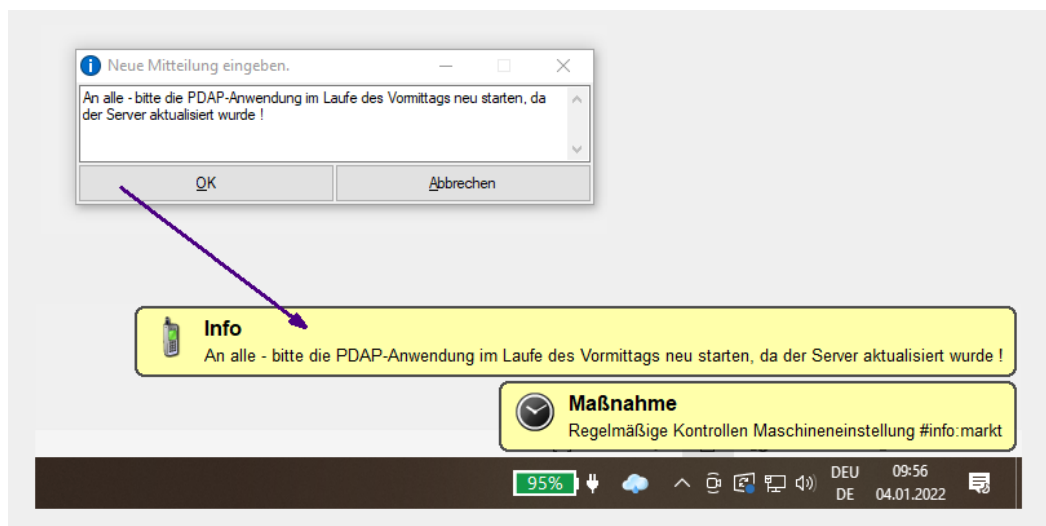 Neue Mitteilung eingeben.
An alle - bitte die PDAP-Anwendung im Laufe des Vormittags neu starten, da
der Server aktualisiert wurde !
OK
Abbrechen
Info
An alle - bitte die PDAP-Anwendung im Laufe des Vormittags neu starten, da der Server aktualisiert wurde !
Maßnahme
Regelmäßige Kontrollen Maschineneinstellung #info:markt
95%
DEU
09:56
DE
04.01.2022